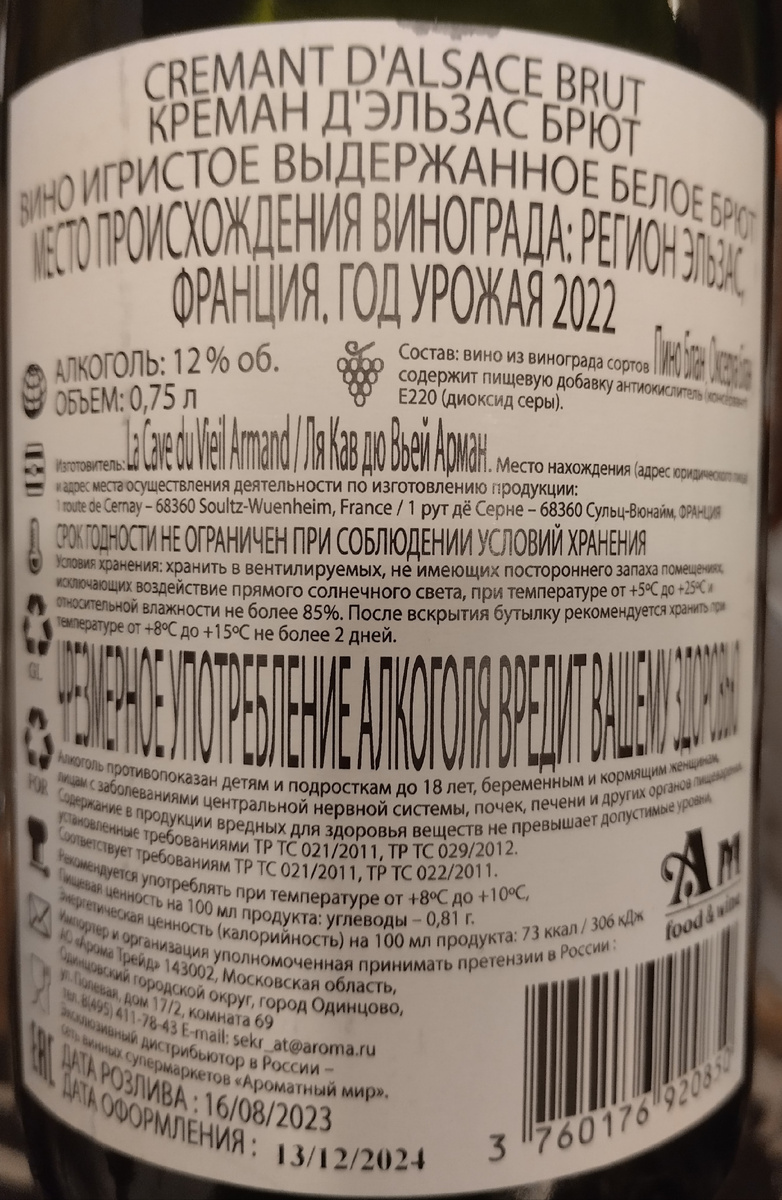 CREMANT D'ALSACE BRUT
КРЕМАН Д'ЭЛЬЗАС БРЮТ
ВИНО ИГРИСТОЕ ВЫДЕРЖАННОЕ БЕЛОЕ БРЮТ
МЕСТО ПРОИСХОЖДЕНИЯ ВИНОГРАДА: РЕГИОН ЭЛЬЗАС,
ФРАНЦИЯ. ГОД УРОЖАЯ 2022
АЛКОГОЛЬ: 12 % об.
ОБЪЕМ: 0,75 л
Состав: вино из винограда сортов Пино Блан, Оксеруа Блан
содержит пищевую добавку антиокислитель (консервант)
Е220 (диоксид серы).
Изготовитель: La Cave du Vieil Armand / Ля Кав дю Вьей Арман. Место нахождения (адрес юридического лица)
и адрес места осуществления деятельности по изготовлению продукции:
1 route de Cernay – 68360 Soultz-Wuenheim, France / 1 рут дё Серне – 68360 Сульц-Вюнайм, ФРАНЦИЯ
СРОК ГОДНОСТИ НЕ ОГРАНИЧЕН ПРИ СОБЛЮДЕНИИ УСЛОВИЙ ХРАНЕНИЯ
Условия хранения: хранить в вентилируемых, не имеющих постороннего запаха помещениях,
исключающих воздействие прямого солнечного света, при температуре от +5ºС до +25ºС и
относительной влажности не более 85%. После вскрытия бутылку рекомендуется хранить при
температуре от +8ºС до +15ºС не более 2 дней.
GL
ЧРЕЗМЕРНОЕ УПОТРЕБЛЕНИЕ АЛКОГОЛЯ ВРЕДИТ ВАШЕМУ ЗДОРОВЬЮ
FOR
Алкоголь противопоказан детям и подросткам до 18 лет, беременным и кормящим женщинам,
лицам с заболеваниями центральной нервной системы, почек, печени и других органов пищеварения.
Содержание в продукции вредных для здоровья веществ не превышает допустимые уровни,
установленные требованиями ТР ТС 021/2011, ТР ТС 029/2012.
Соответствует требованиям ТР ТС 021/2011, ТР ТС 022/2011.
Рекомендуется употреблять при температуре от +8ºС до +10ºС,
Пищевая ценность на 100 мл продукта: углеводы – 0,81 г.
Энергетическая ценность (калорийность) на 100 мл продукта: 73 ккал / 306 кДж
Импортер и организация уполномоченная принимать претензии в России :
АО «Арома Трейд» 143002, Московская область,
Одинцовский городской округ, город Одинцово,
ул. Полевая, дом 17/2, комната 69
Тел. 8(495) 411-78-43 E-mail: sekr_at@aroma.ru
Эксклюзивный дистрибьютор в России –
сеть винных супермаркетов «Ароматный мир».
ДАТА РОЗЛИВА : 16/08/2023
ДАТА ОФОРМЛЕНИЯ : 13/12/2024
EAC
Aм
food & wine
3 760176 920850